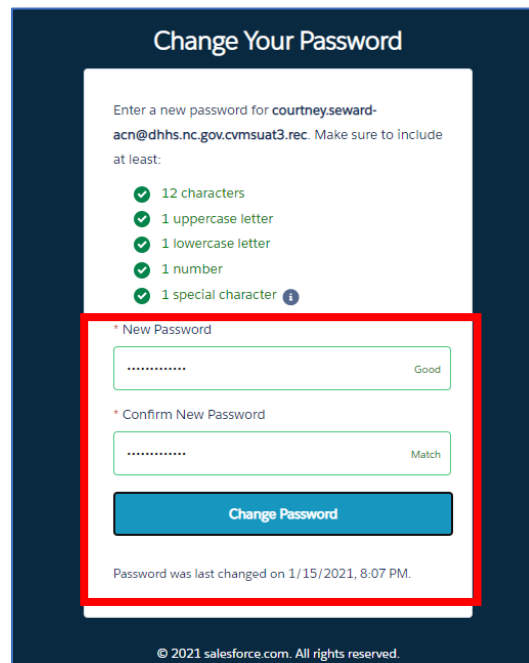 Change Your Password
Enter a new password for courtney.seward-
acn@dhhs.nc.gov.cvmsuat3.rec. Make sure to include
at least:
12 characters
1 uppercase letter
1 lowercase letter
1 number
1 special character i
* New Password
............. Good
* Confirm New Password
............. Match
Change Password
Password was last changed on 1/15/2021, 8:07 PM.
© 2021 salesforce.com. All rights reserved.